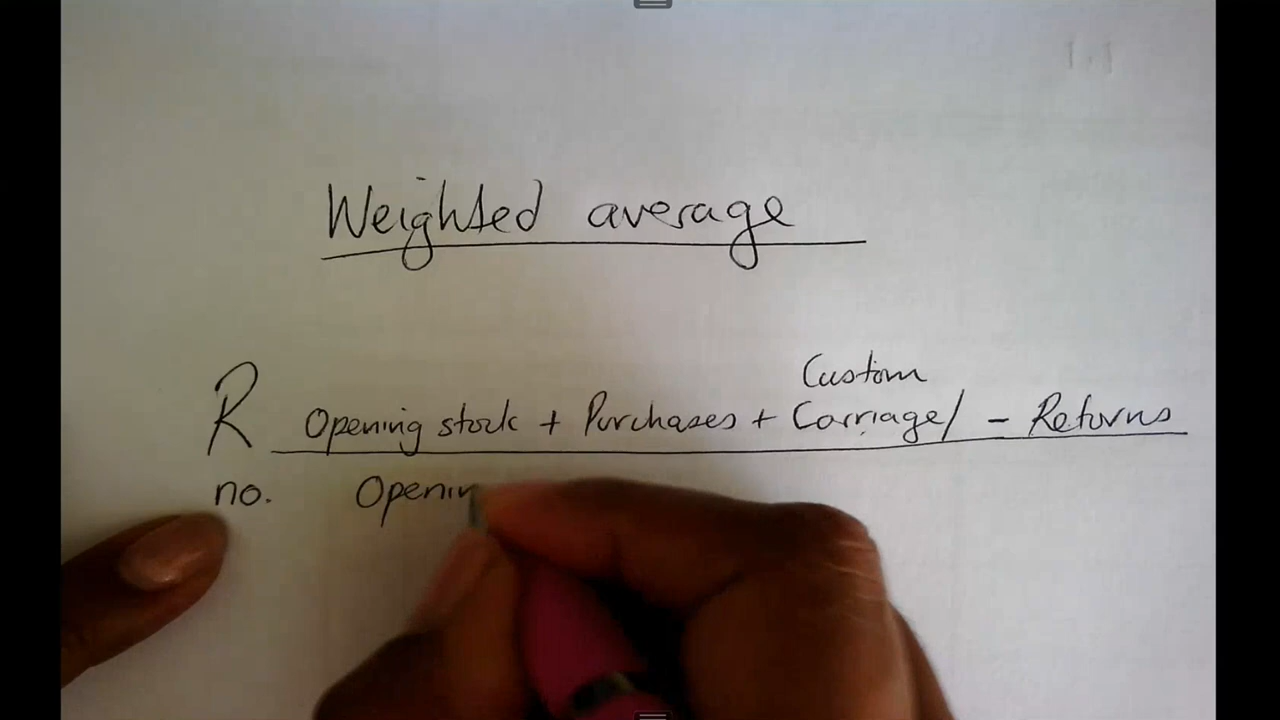 Weighted average
Custom
R Opening stock + Purchases + Carriage/ - Returns
no. Openin